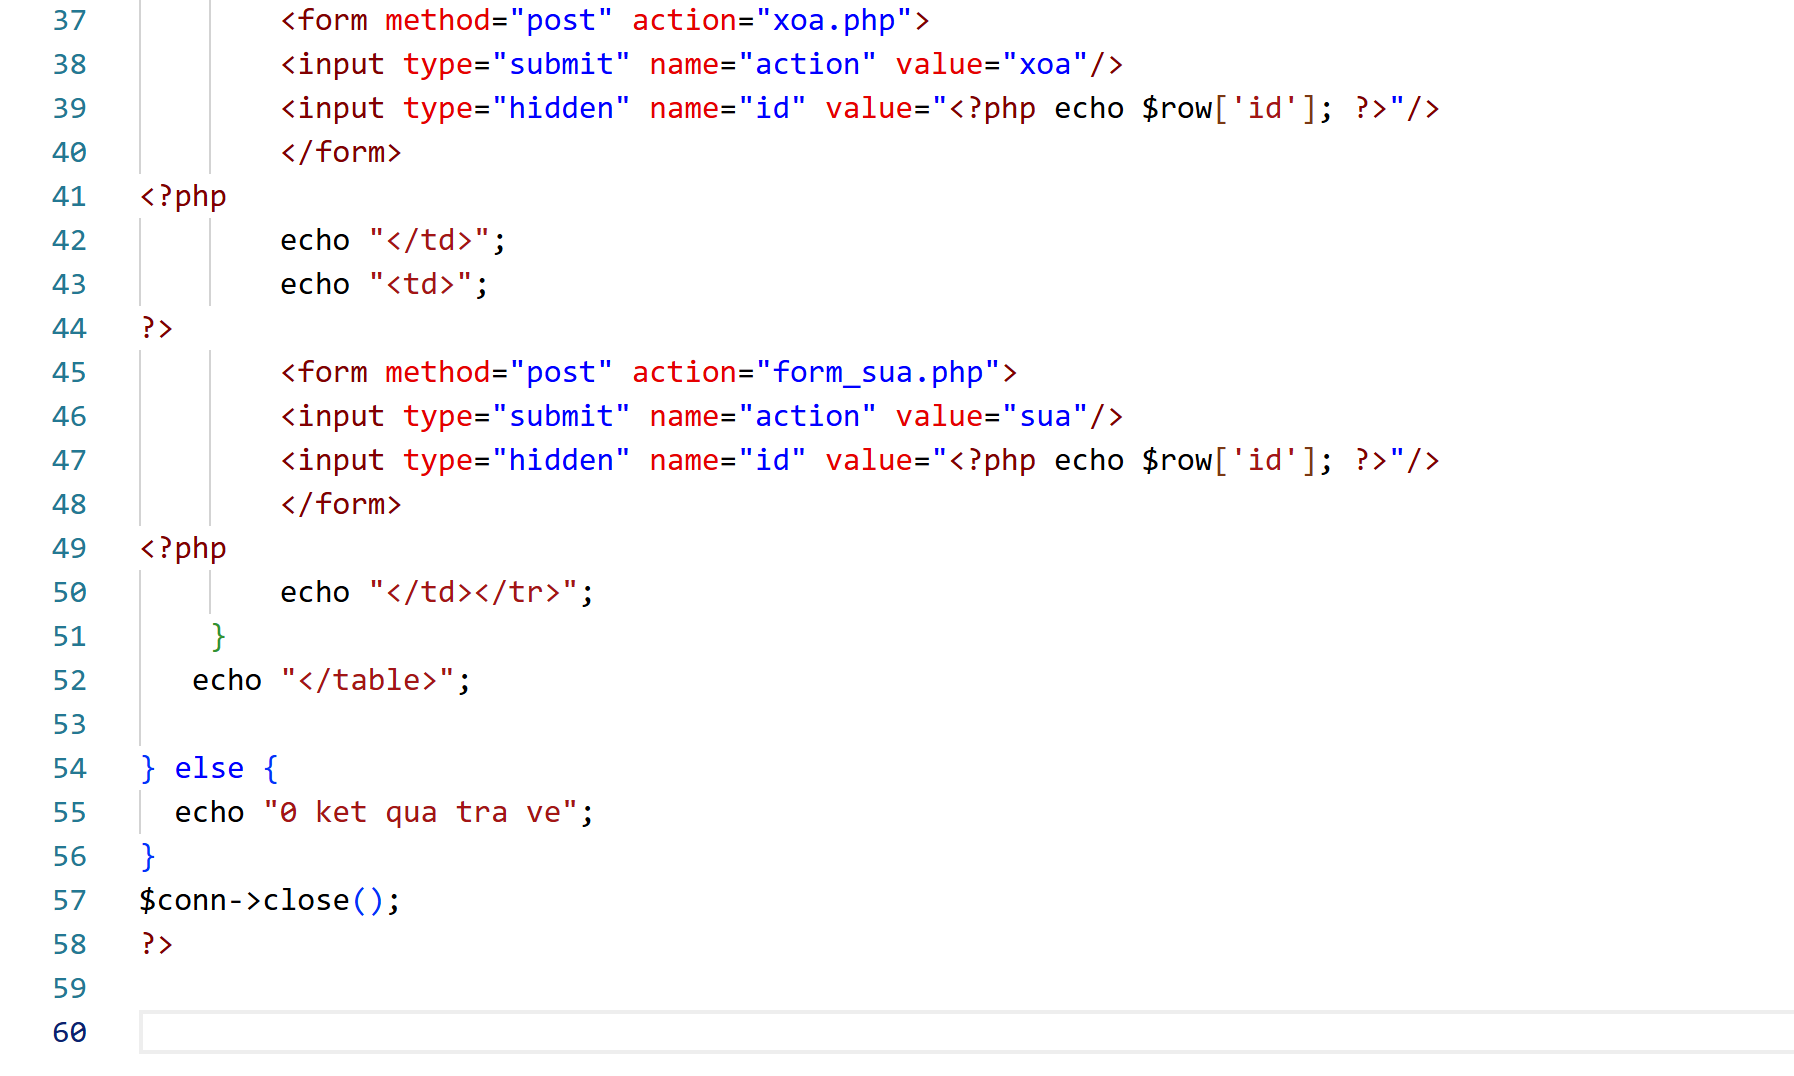 37 <form method="post" action="xoa.php">
38 <input type="submit" name="action" value="xoa"/>
39 <input type="hidden" name="id" value="<?php echo $row['id']; ?>"/>
40 </form>
41 <?php
42 echo "</td>";
43 echo "<td>";
44 ?>
45 <form method="post" action="form_sua.php">
46 <input type="submit" name="action" value="sua"/>
47 <input type="hidden" name="id" value="<?php echo $row['id']; ?>"/>
48 </form>
49 <?php
50 echo "</td></tr>";
51 }
52 echo "</table>";
53
54 } else {
55 echo "0 ket qua tra ve";
56 }
57 $conn->close();
58 ?>
59
60